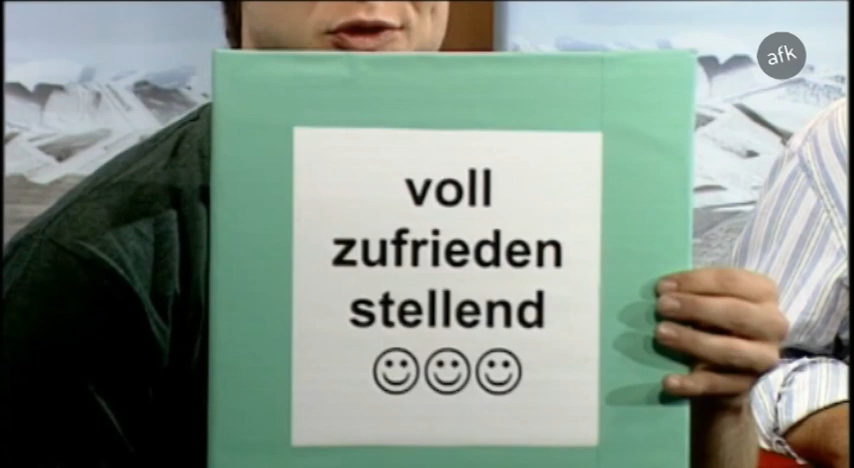 afk
voll
zufrieden
stellend
☺☺☺